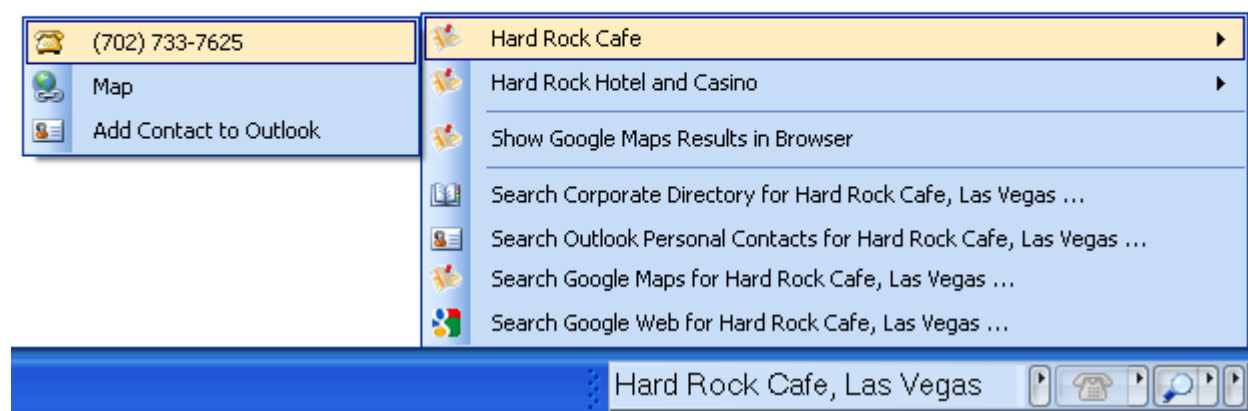 (702) 733-7625
Map
Add Contact to Outlook
Hard Rock Cafe
Hard Rock Hotel and Casino
Show Google Maps Results in Browser
Search Corporate Directory for Hard Rock Cafe, Las Vegas ...
Search Outlook Personal Contacts for Hard Rock Cafe, Las Vegas ...
Search Google Maps for Hard Rock Cafe, Las Vegas ...
Search Google Web for Hard Rock Cafe, Las Vegas ...
Hard Rock Cafe, Las Vegas